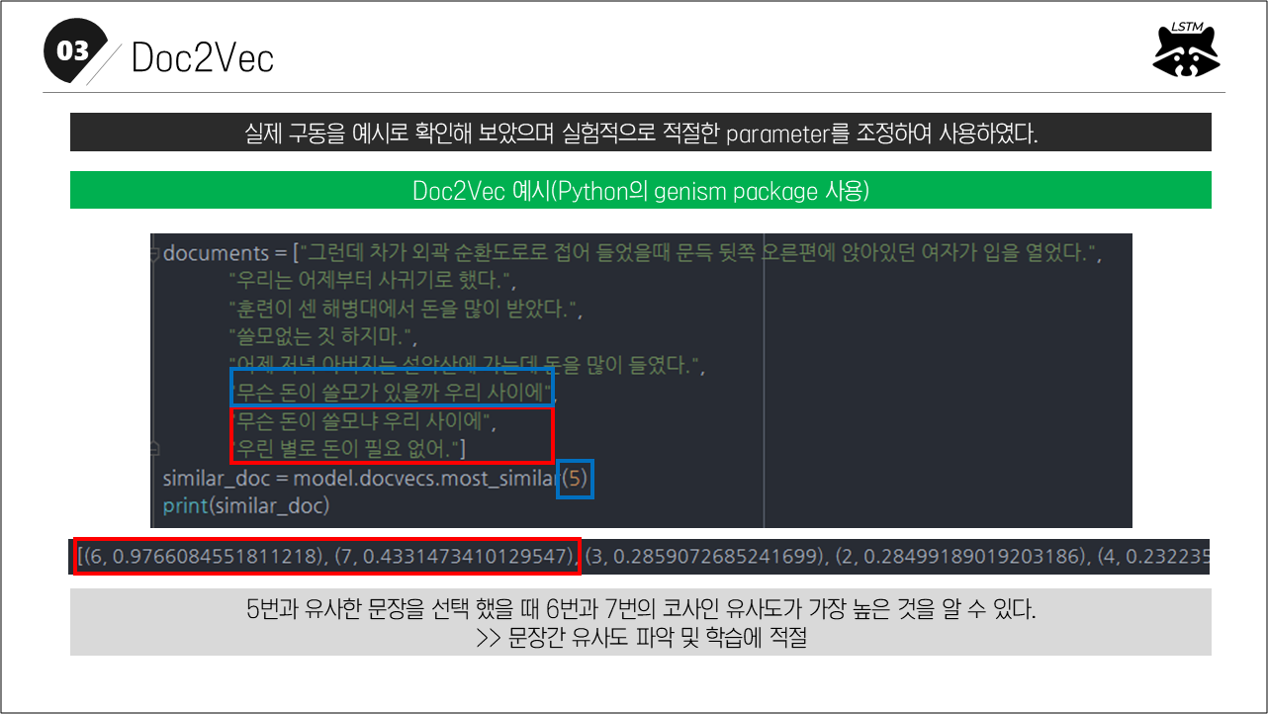 03
Doc2Vec
LSTM
실제 구동을 예시로 확인해 보았으며 실험적으로 적절한 parameter를 조정하여 사용하였다.
Doc2Vec 예시(Python의 genism package 사용)
documents = ["그런데 차가 외곽 순환도로로 접어 들었을때 문득 뒷쪽 오른편에 앉아있던 여자가 입을 열었다.",
"우리는 어제부터 사귀기로 했다.",
"훈련이 센 해병대에서 돈을 많이 받았다.",
"쓸모없는 짓 하지마.",
"어제 저녁 아버지는 설악산에 가는데 돈을 많이 들였다.",
"무슨 돈이 쓸모가 있을까 우리 사이에",
"무슨 돈이 쓸모냐 우리 사이에",
"우린 별로 돈이 필요 없어."]
similar_doc = model.docvecs.most_similar(5)
print(similar_doc)
[(6, 0.9766084551811218), (7, 0.4331473410129547), (3, 0.2859072685241699), (2, 0.28499189019203186), (4, 0.232235
5번과 유사한 문장을 선택 했을 때 6번과 7번의 코사인 유사도가 가장 높은 것을 알 수 있다.
>> 문장간 유사도 파악 및 학습에 적절